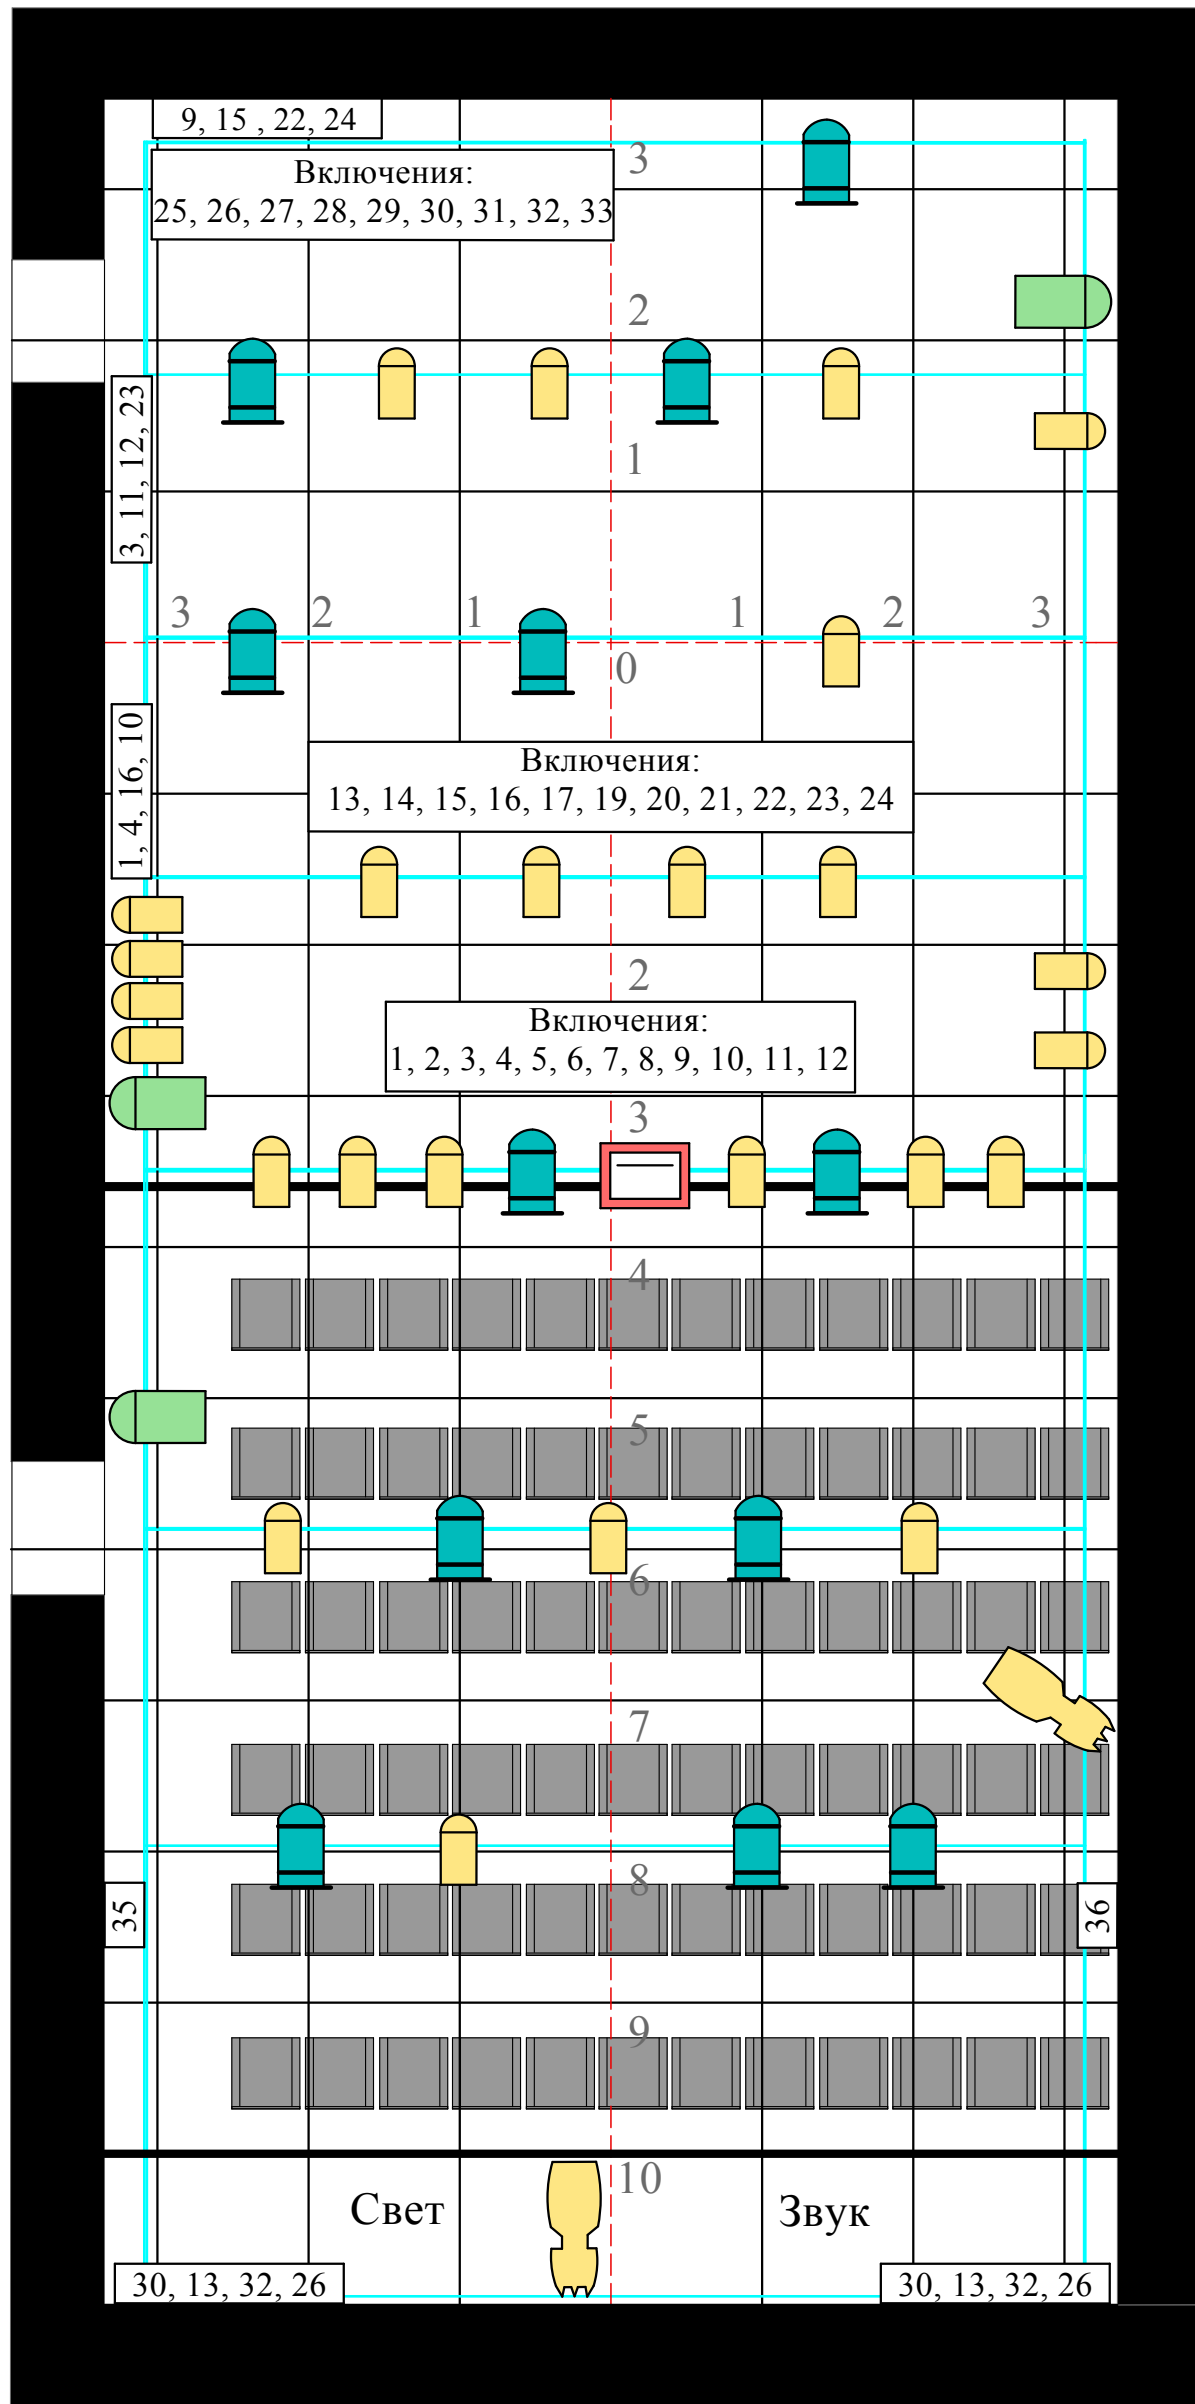 9, 15 , 22, 24
3
Включения:
25, 26, 27, 28, 29, 30, 31, 32, 33
2
3, 11, 12, 23
1
3 2 1 1 2 3
0
1, 4, 16, 10
Включения:
13, 14, 15, 16, 17, 19, 20, 21, 22, 23, 24
2
Включения:
1, 2, 3, 4, 5, 6, 7, 8, 9, 10, 11, 12
3
4
5
6
7
8
35
36
9
10
Свет
Звук
30, 13, 32, 26
30, 13, 32, 26